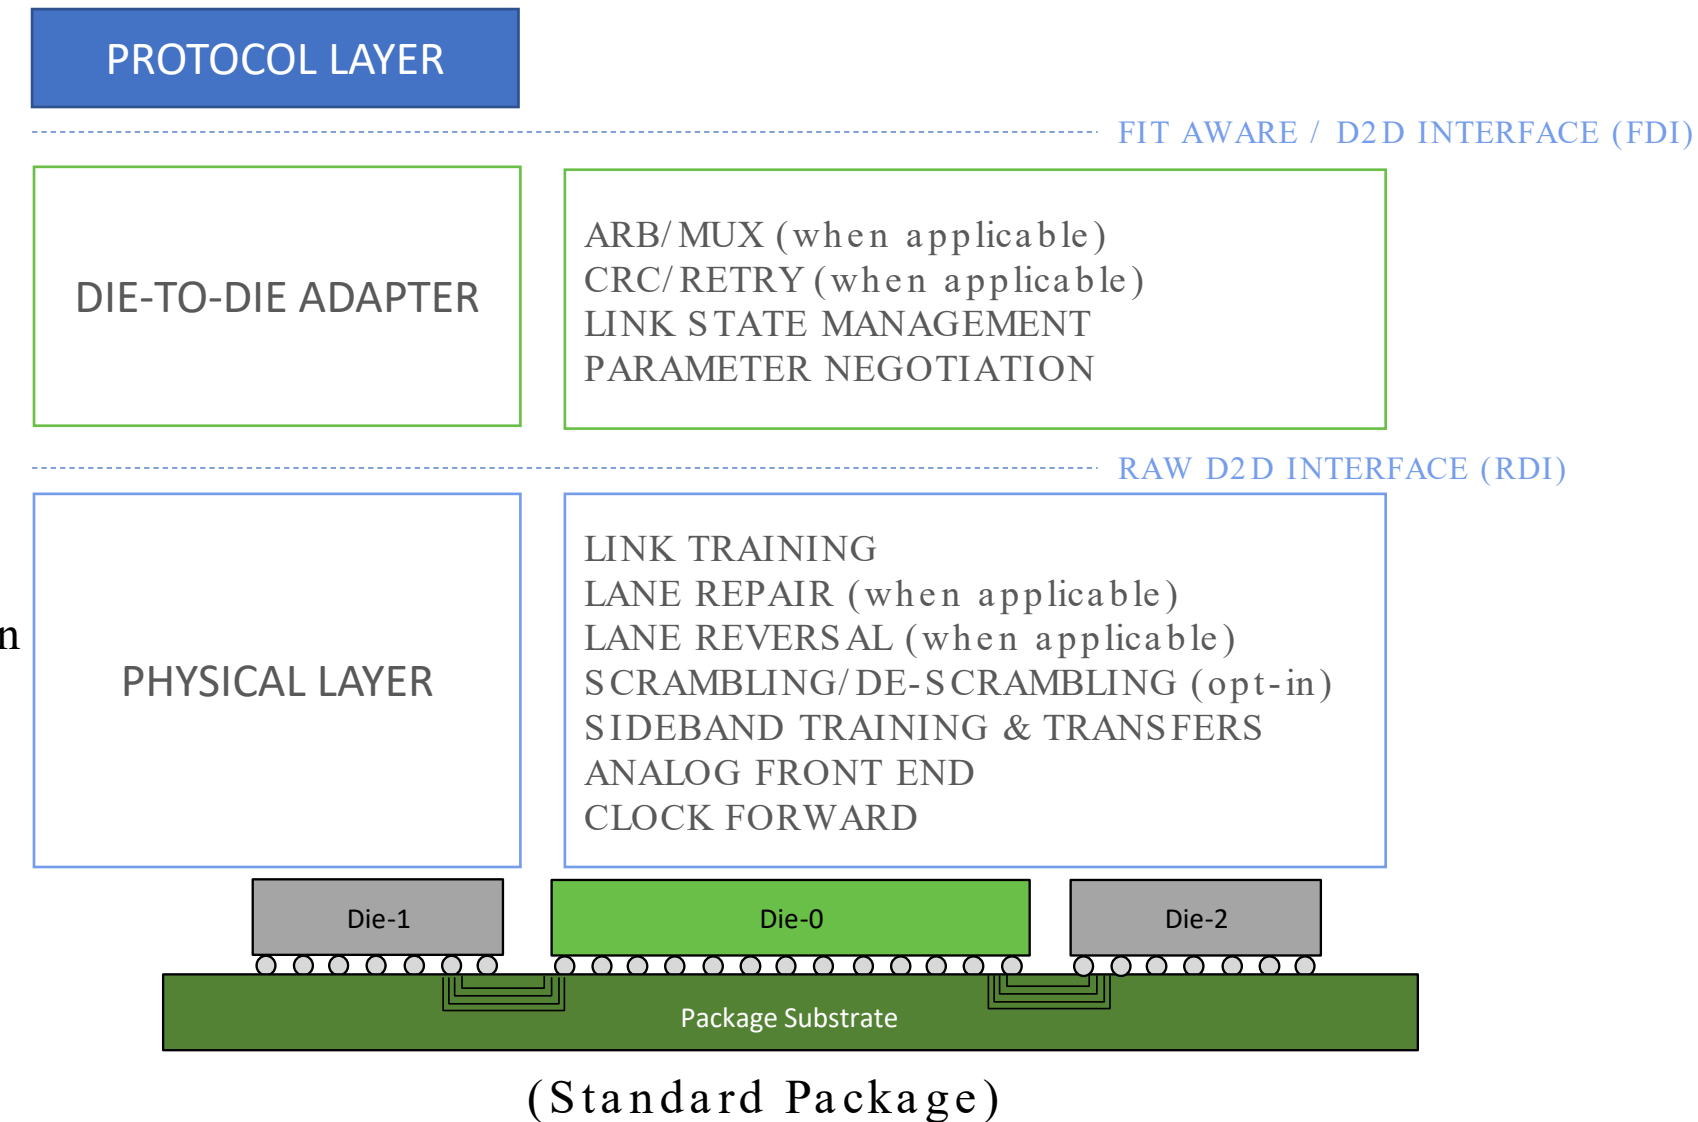 PROTOCOL LAYER
FIT AWARE / D2D INTERFACE (FDI)
DIE-TO-DIE ADAPTER
ARB/MUX (when applicable)
CRC/RETRY (when applicable)
LINK STATE MANAGEMENT
PARAMETER NEGOTIATION
RAW D2D INTERFACE (RDI)
n
PHYSICAL LAYER
LINK TRAINING
LANE REPAIR (when applicable)
LANE REVERSAL (when applicable)
SCRAMBLING/DE-SCRAMBLING (opt-in)
SIDEBAND TRAINING & TRANSFERS
ANALOG FRONT END
CLOCK FORWARD
Die-1
Die-0
Die-2
Package Substrate
(Standard Package)